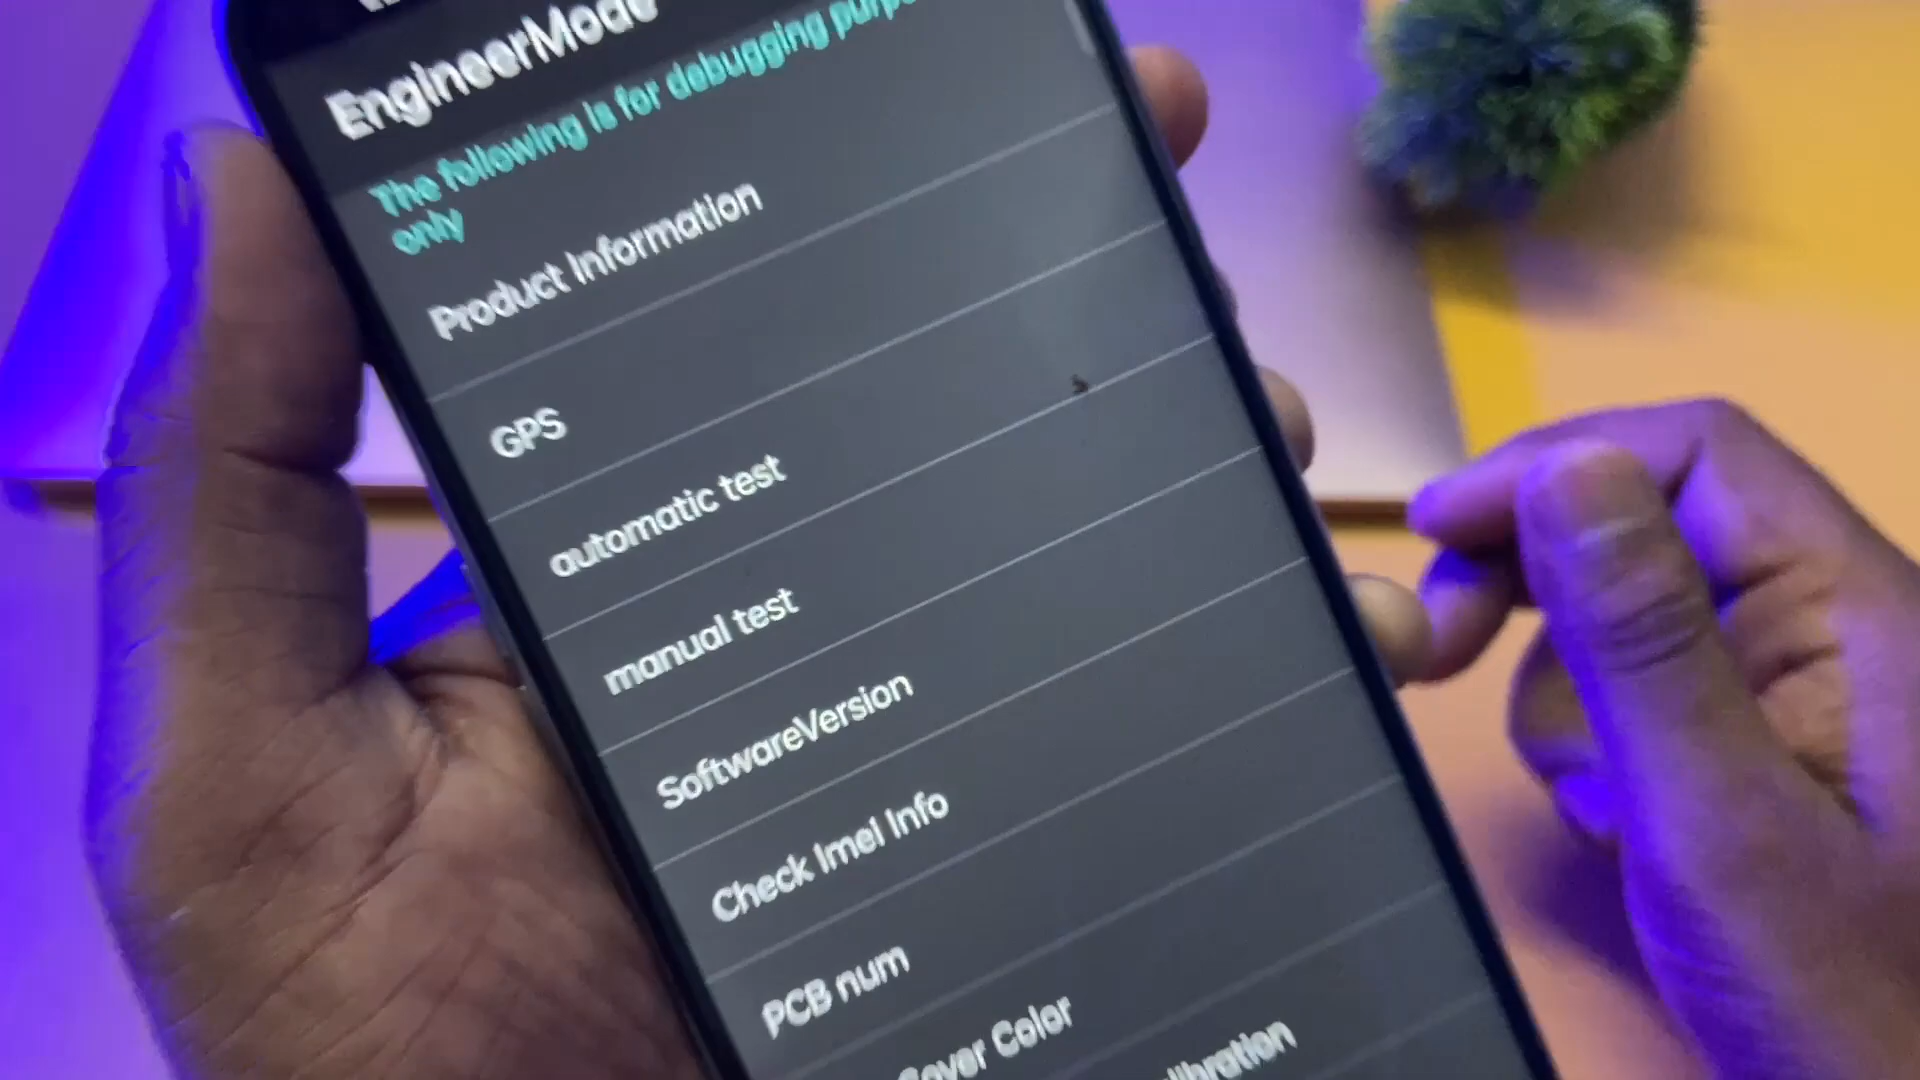 EngineerMode
The following is for debugging
only
Product Information
GPS
automatic test
manual test
SoftwareVersion
Check Imei Info
PCB num
Cover Color